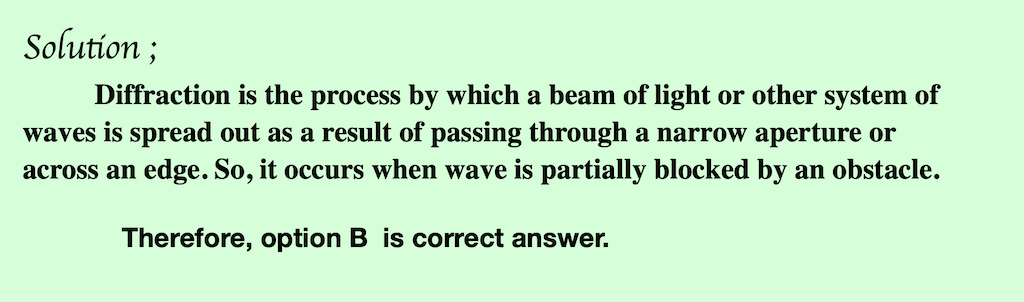 Solution ;
Diffraction is the process by which a beam of light or other system of
waves is spread out as a result of passing through a narrow aperture or
across an edge. So, it occurs when wave is partially blocked by an obstacle.
Therefore, option B is correct answer.